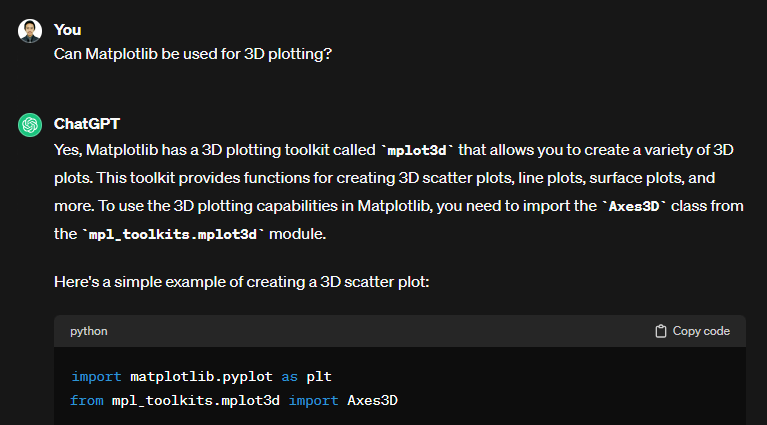 You
Can Matplotlib be used for 3D plotting?
ChatGPT
Yes, Matplotlib has a 3D plotting toolkit called `mplot3d` that allows you to create a variety of 3D
plots. This toolkit provides functions for creating 3D scatter plots, line plots, surface plots, and
more. To use the 3D plotting capabilities in Matplotlib, you need to import the `Axes3D` class from
the `mpl_toolkits.mplot3d` module.
Here's a simple example of creating a 3D scatter plot:
python Copy code
import matplotlib.pyplot as plt
from mpl_toolkits.mplot3d import Axes3D